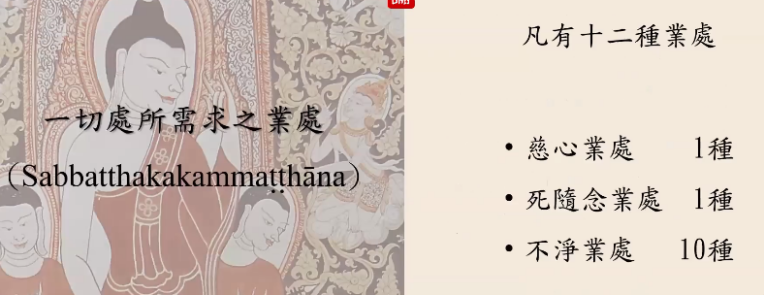 一切處所需求之業處
（Sabbatthakakammaṭṭhāna）
凡有十二種業處
• 慈心業處 1種
• 死隨念業處 1種
• 不淨業處 10種